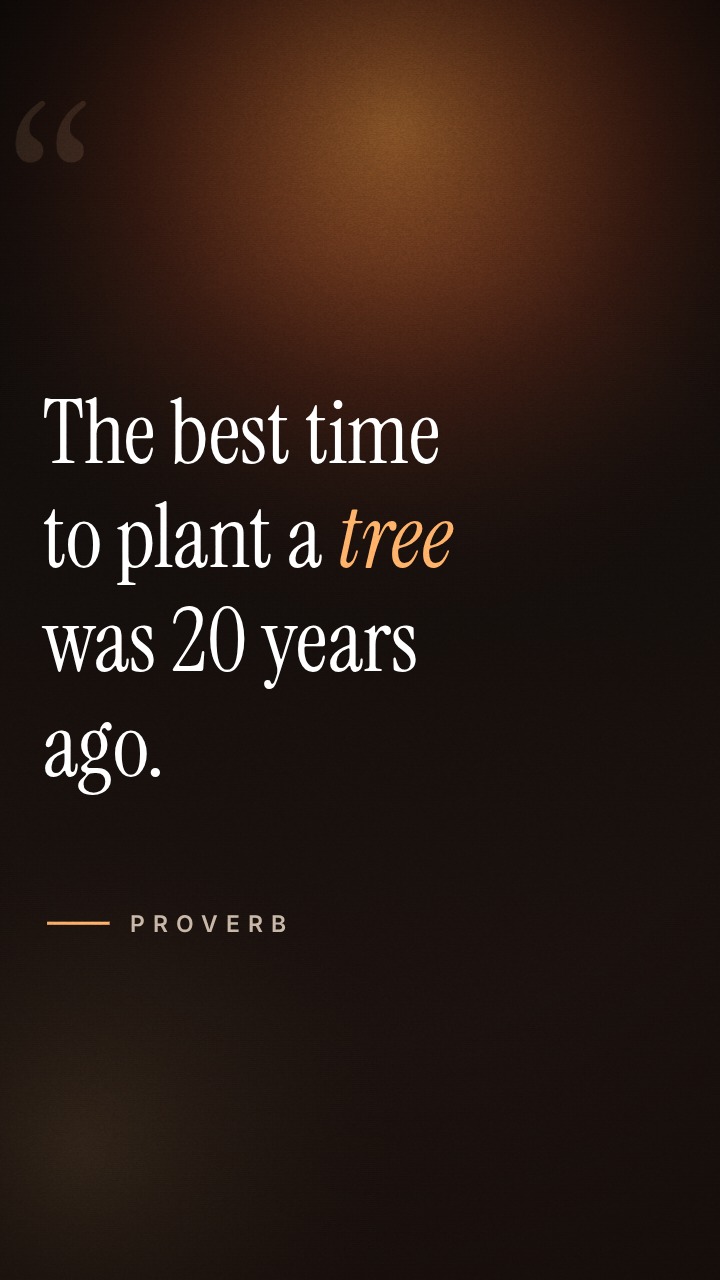 “
The best time
to plant a tree
was 20 years
ago.
PROVERB